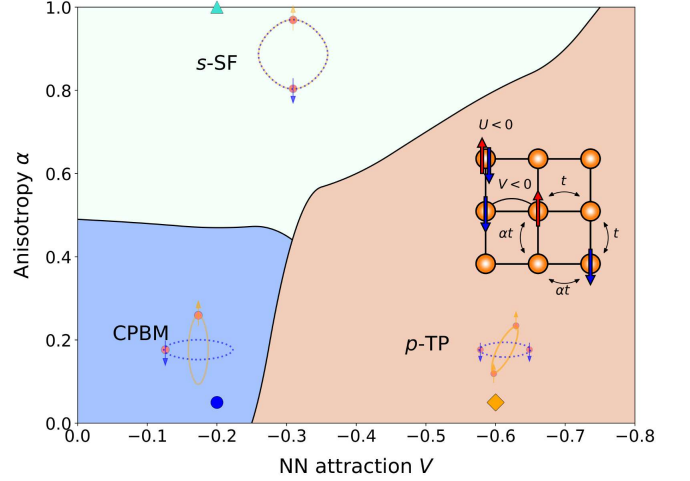 1.0
s-SF
0.8
U < 0
0.6
V < 0
t
Anisotropy α
αt
t
0.4
αt
CPBM
p-TP
0.2
0.0
0.0
−0.1
−0.2
−0.3
−0.4
−0.5
−0.6
−0.7
−0.8
NN attraction V